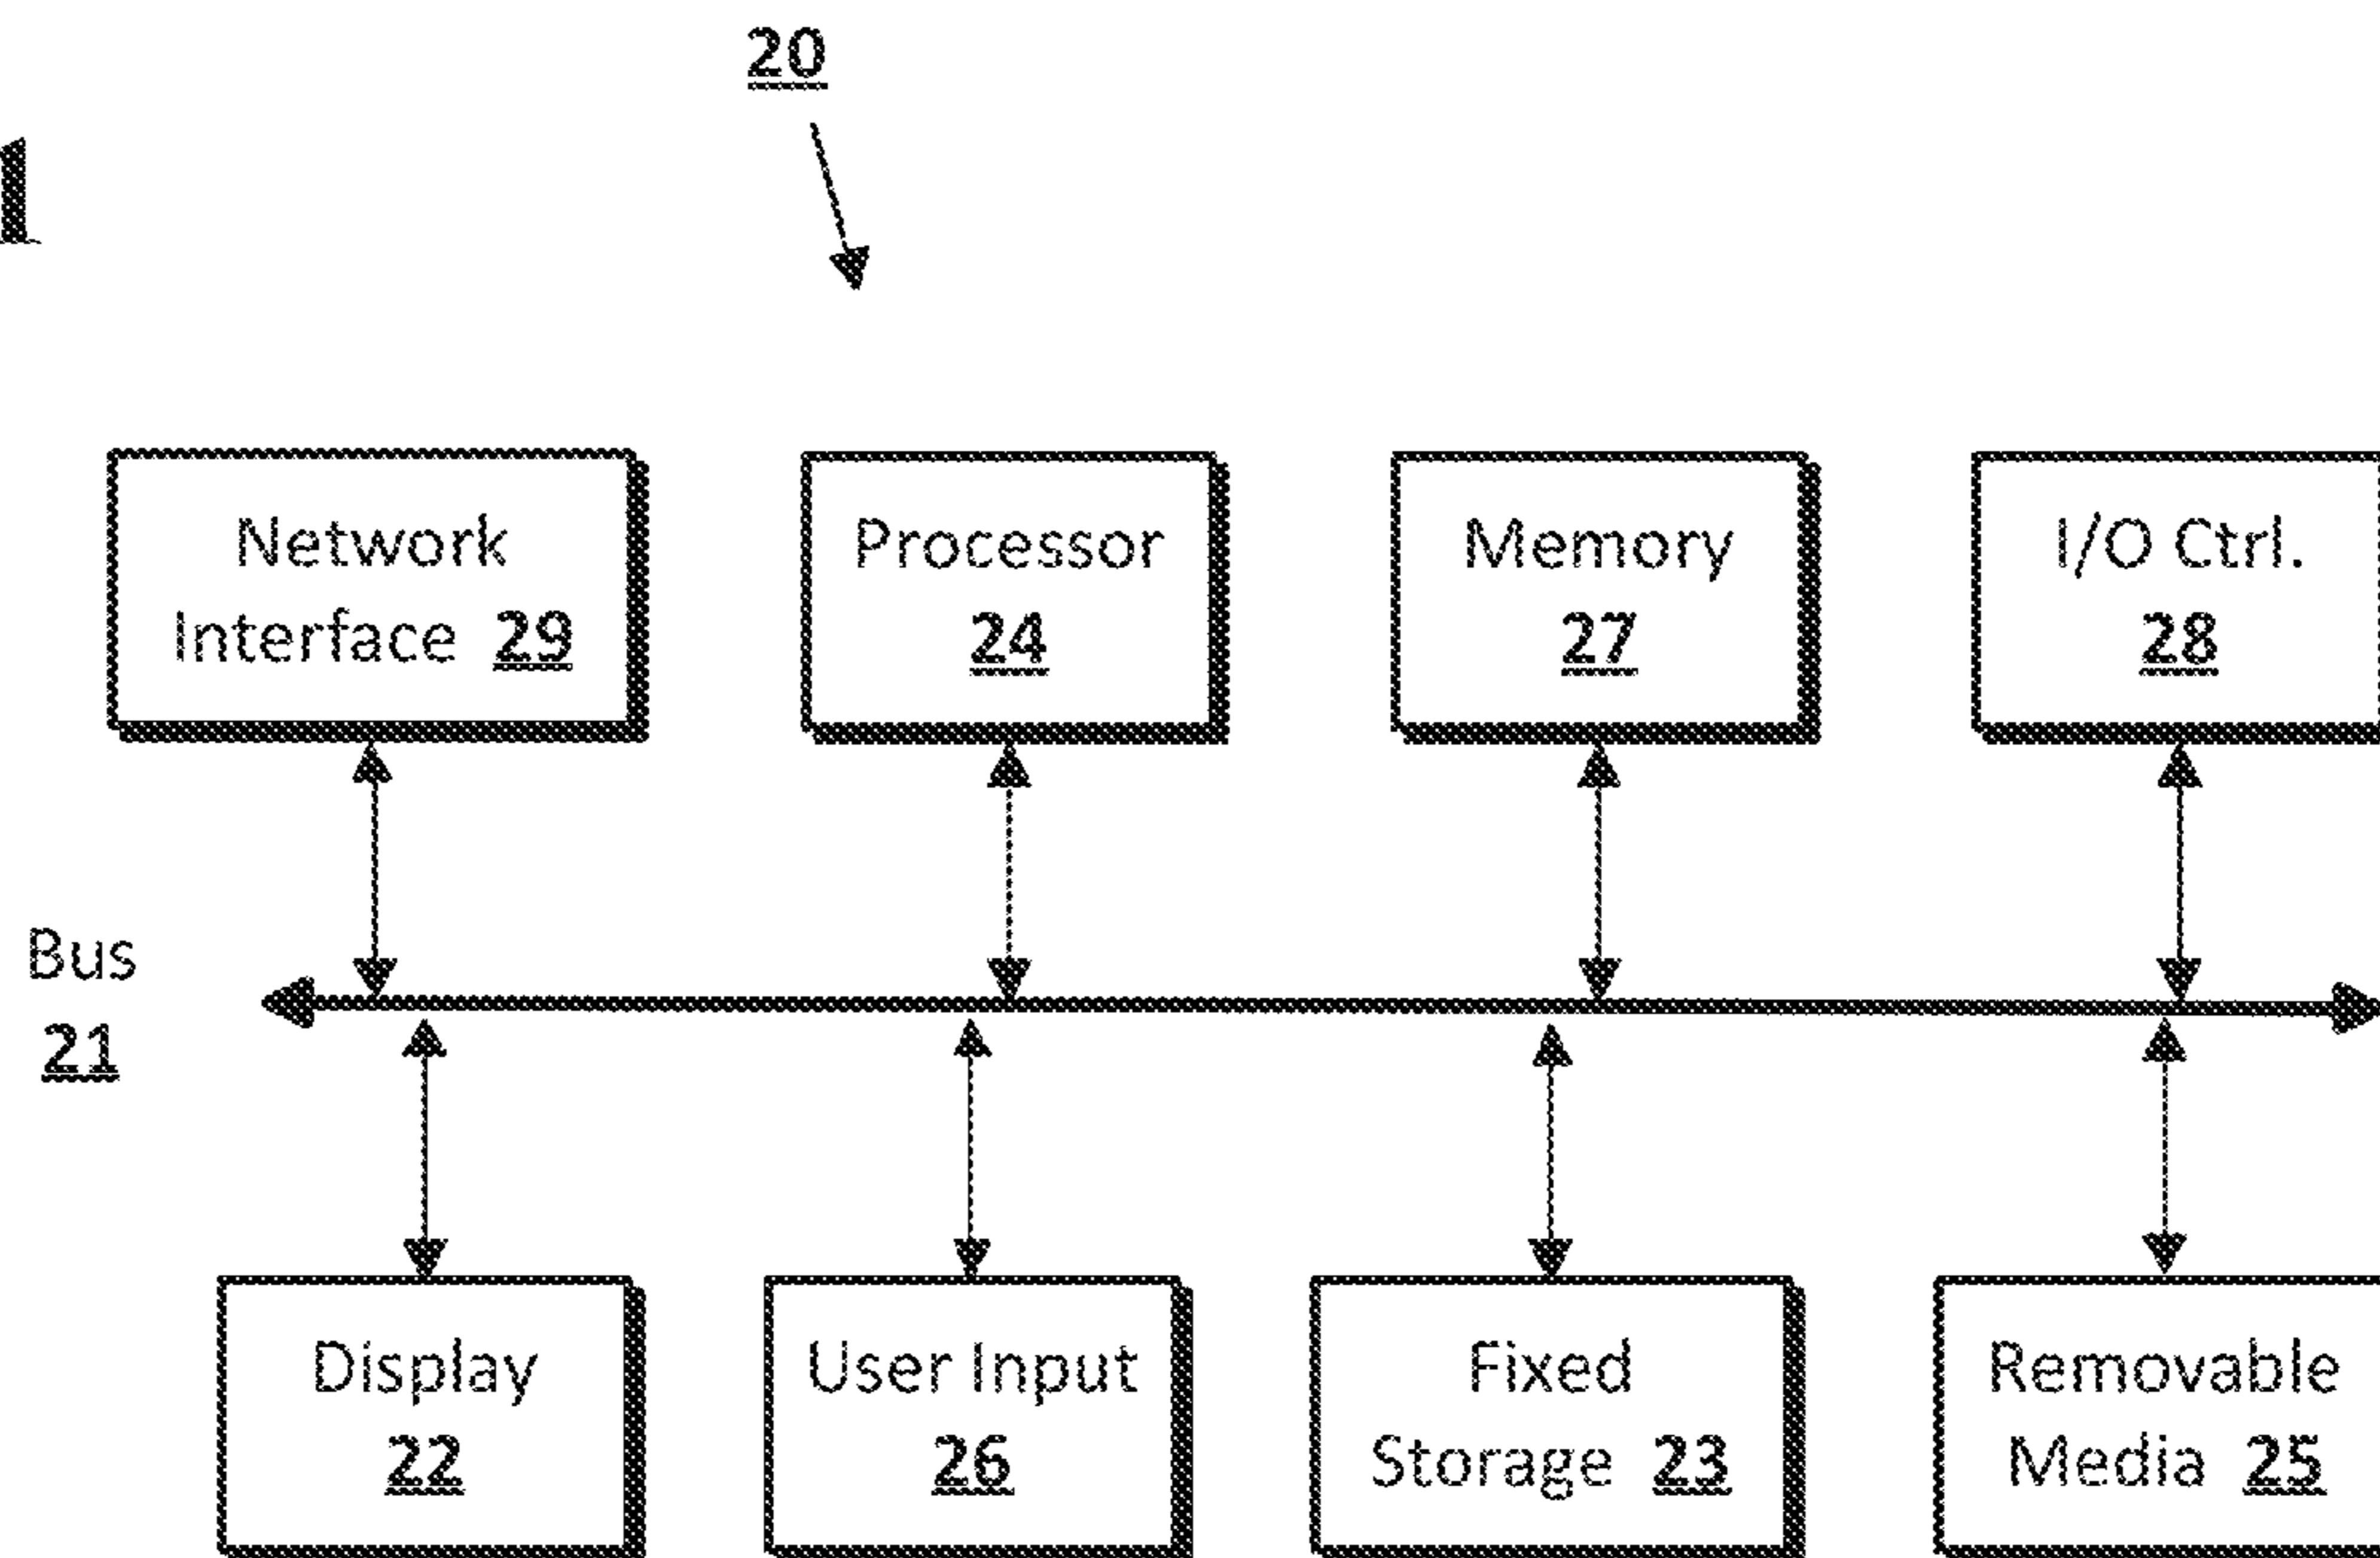 20
1
Network
Interface 29
Processor
24
Memory
27
I/O Ctrl.
28
Bus
21
Display
22
User Input
26
Fixed
Storage 23
Removable
Media 25